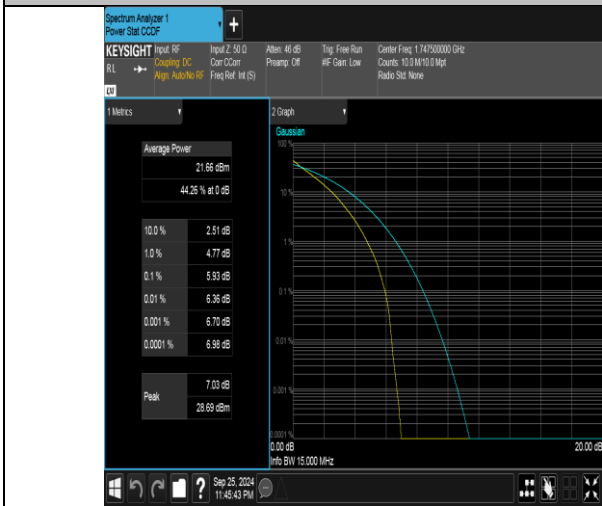 Spectrum Analyzer 1
Power Stat CCDF
+
KEYSIGHT
RL
LXI
Input: RF
Coupling: DC
Align: Auto/No RF
Input Z: 50 Ω
Corr CCorr
Freq Ref: Int (S)
Atten: 46 dB
Preamp: Off
Trig: Free Run
#IF Gain: Low
Center Freq: 1.747500000 GHz
Counts: 10.0 M/10.0 Mpt
Radio Std: None
1 Metrics
Average Power
21.66 dBm
44.26 % at 0 dB
10.0 % 2.51 dB
1.0 % 4.77 dB
0.1 % 5.93 dB
0.01 % 6.36 dB
0.001 % 6.70 dB
0.0001 % 6.98 dB
Peak
7.03 dB
28.69 dBm
2 Graph
Gaussian
100 %
10 %
1 %
0.1 %
0.01 %
0.001 %
0.0001 %
0.00 dB
20.00 dB
Info BW 15.000 MHz
?
Sep 25, 2024
11:45:43 PM